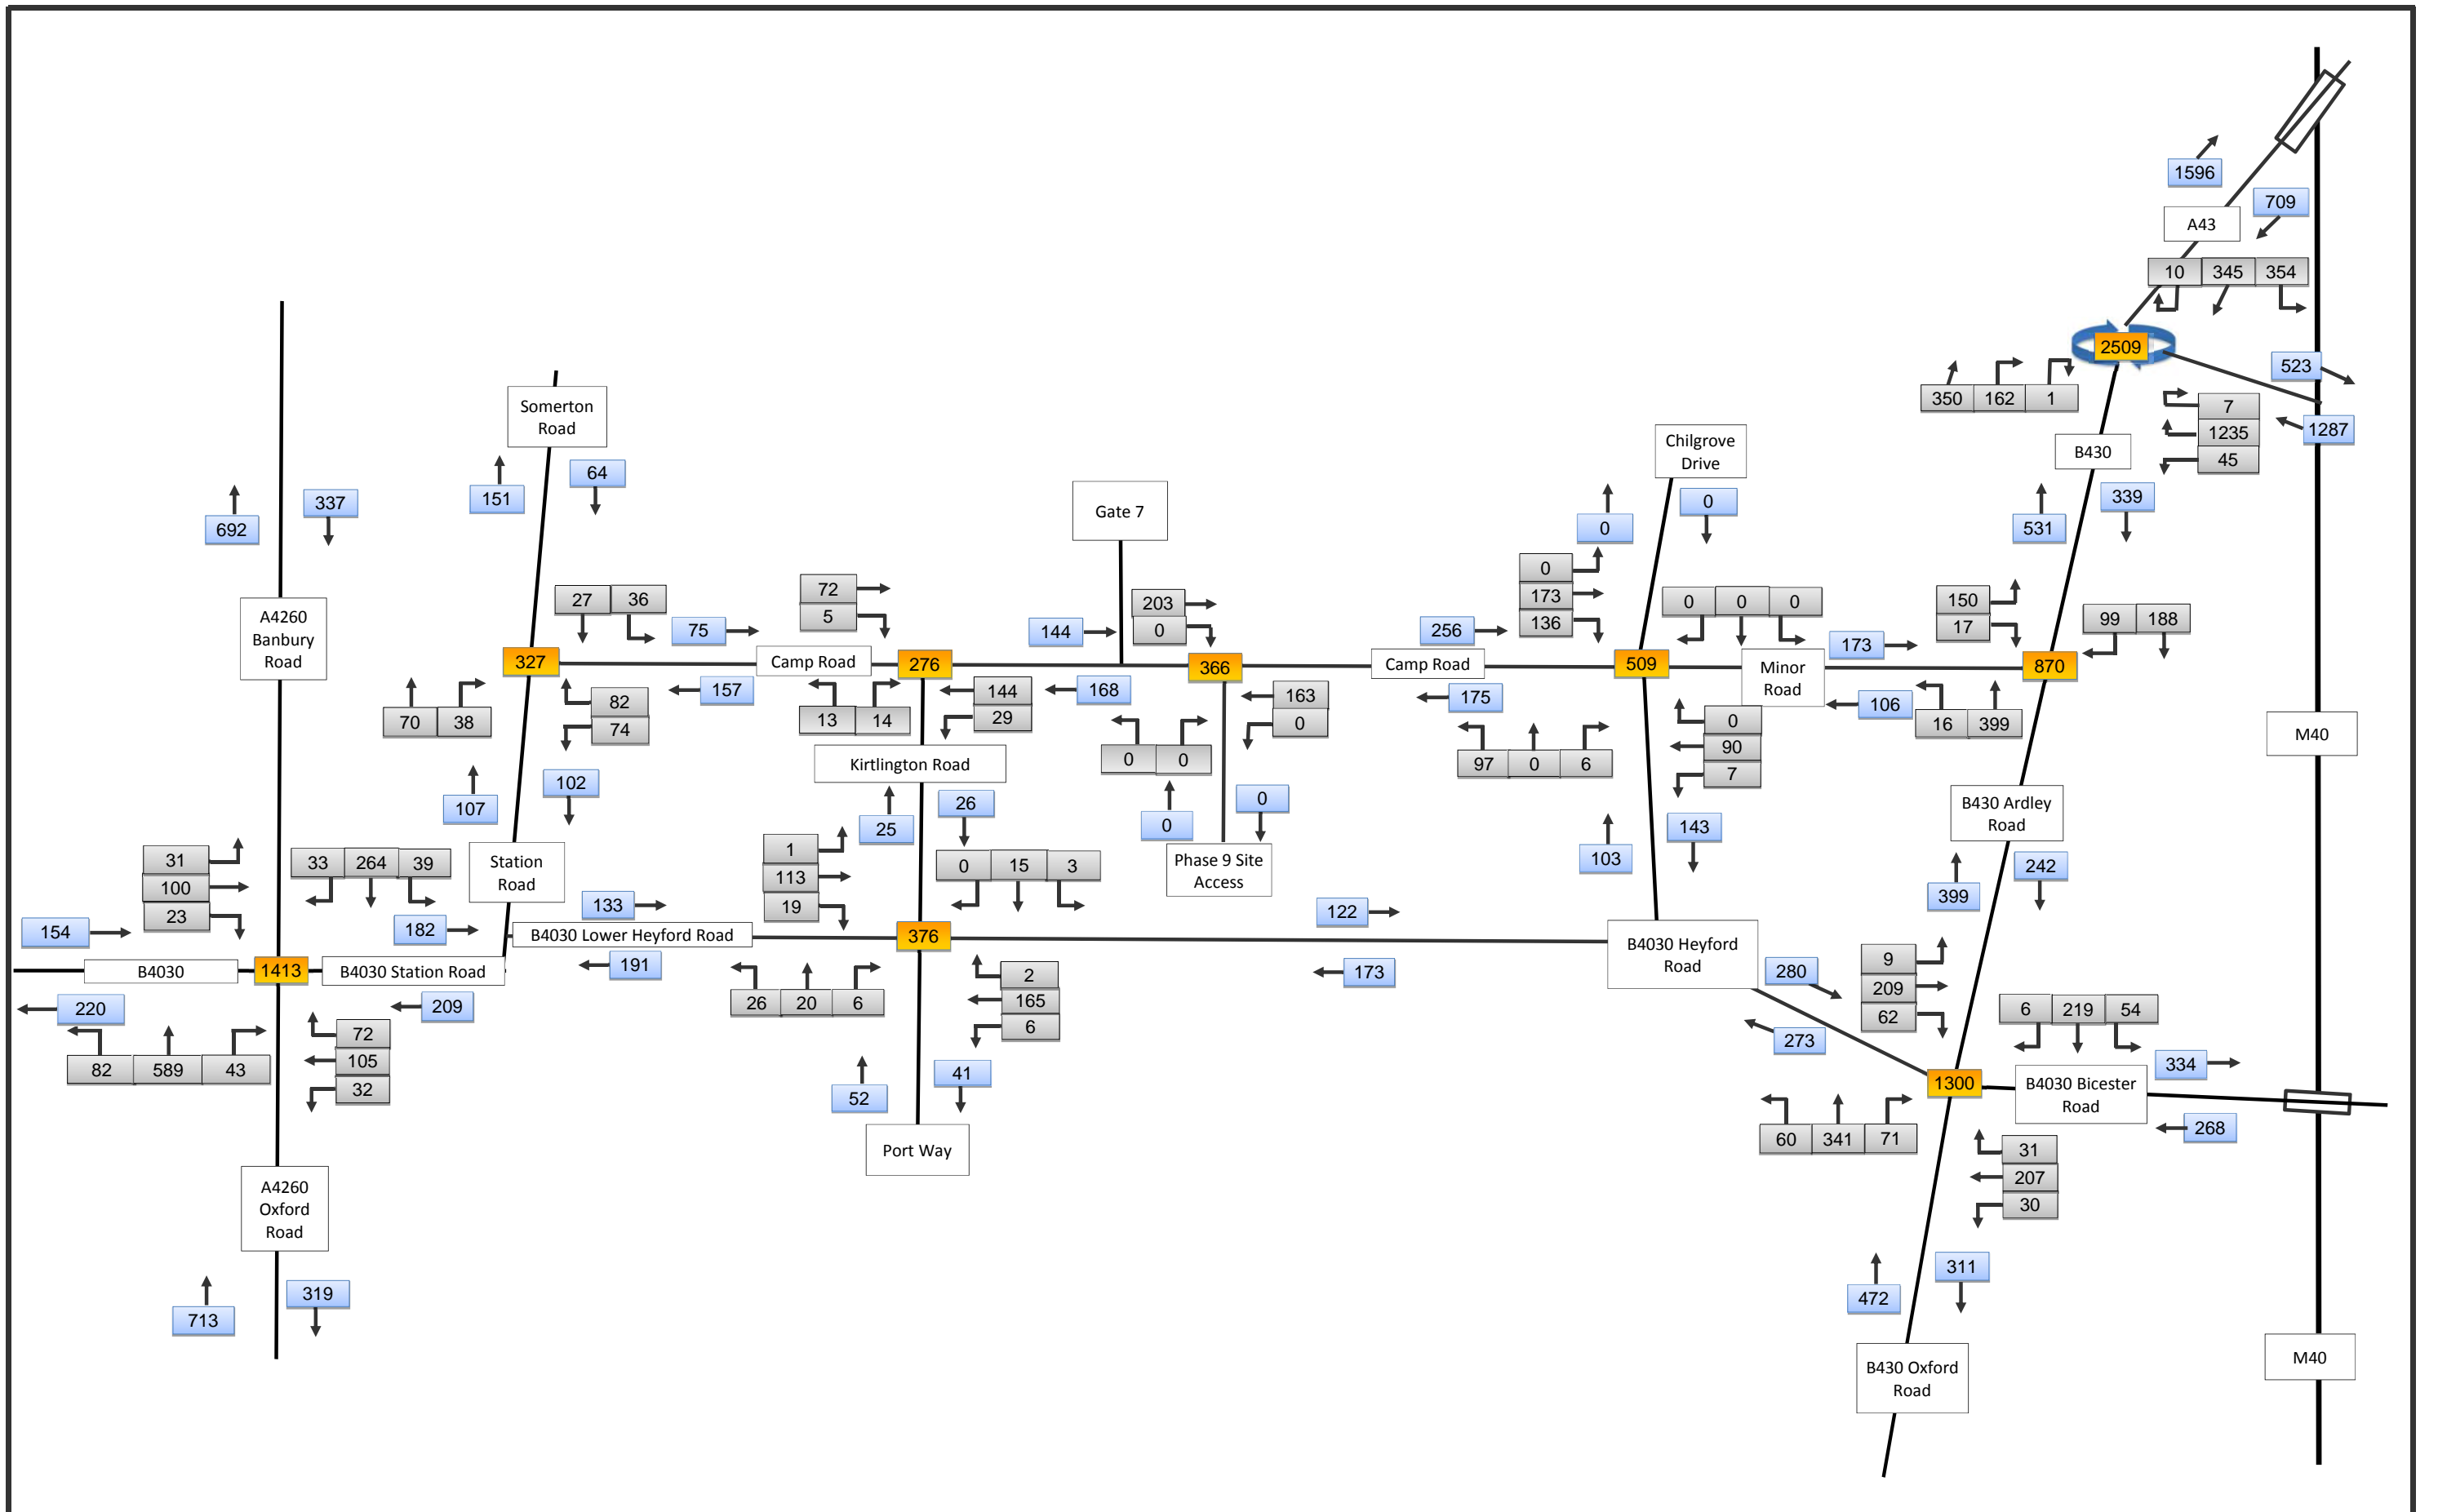 1596
709
A43
10 345 354
2509
523
350 162 1
7
1287
1235
45
B430
339
531
Somerton
Road
64
151
337
692
Chilgrove
Drive
0
0
Gate 7
A4260
Banbury
Road
27 36
75
72
5
144
203
0
256
0
173
136
0 0 0
173
150
17
99 188
327
Camp Road
276
366
Camp Road
509
Minor
Road
870
157
168
175
106
70 38
82
74
13 14
144
29
163
0
0 0
97 0 6
0
90
7
16 399
M40
Kirtlington Road
107
102
25
26
0
0
103
143
B430 Ardley
Road
399
242
31
100
23
33 264 39
Station
Road
1
113
19
0 15 3
Phase 9 Site
Access
154
182
133
122
B4030 Lower Heyford Road
376
B4030 Heyford
Road
280
9
209
62
B4030
1413
B4030 Station Road
191
173
220
209
26 20 6
2
165
6
273
6 219 54
334
82 589 43
72
105
32
52
41
1300
B4030 Bicester
Road
268
60 341 71
31
207
30
Port Way
A4260
Oxford
Road
713
319
472
311
B430 Oxford
Road
M40